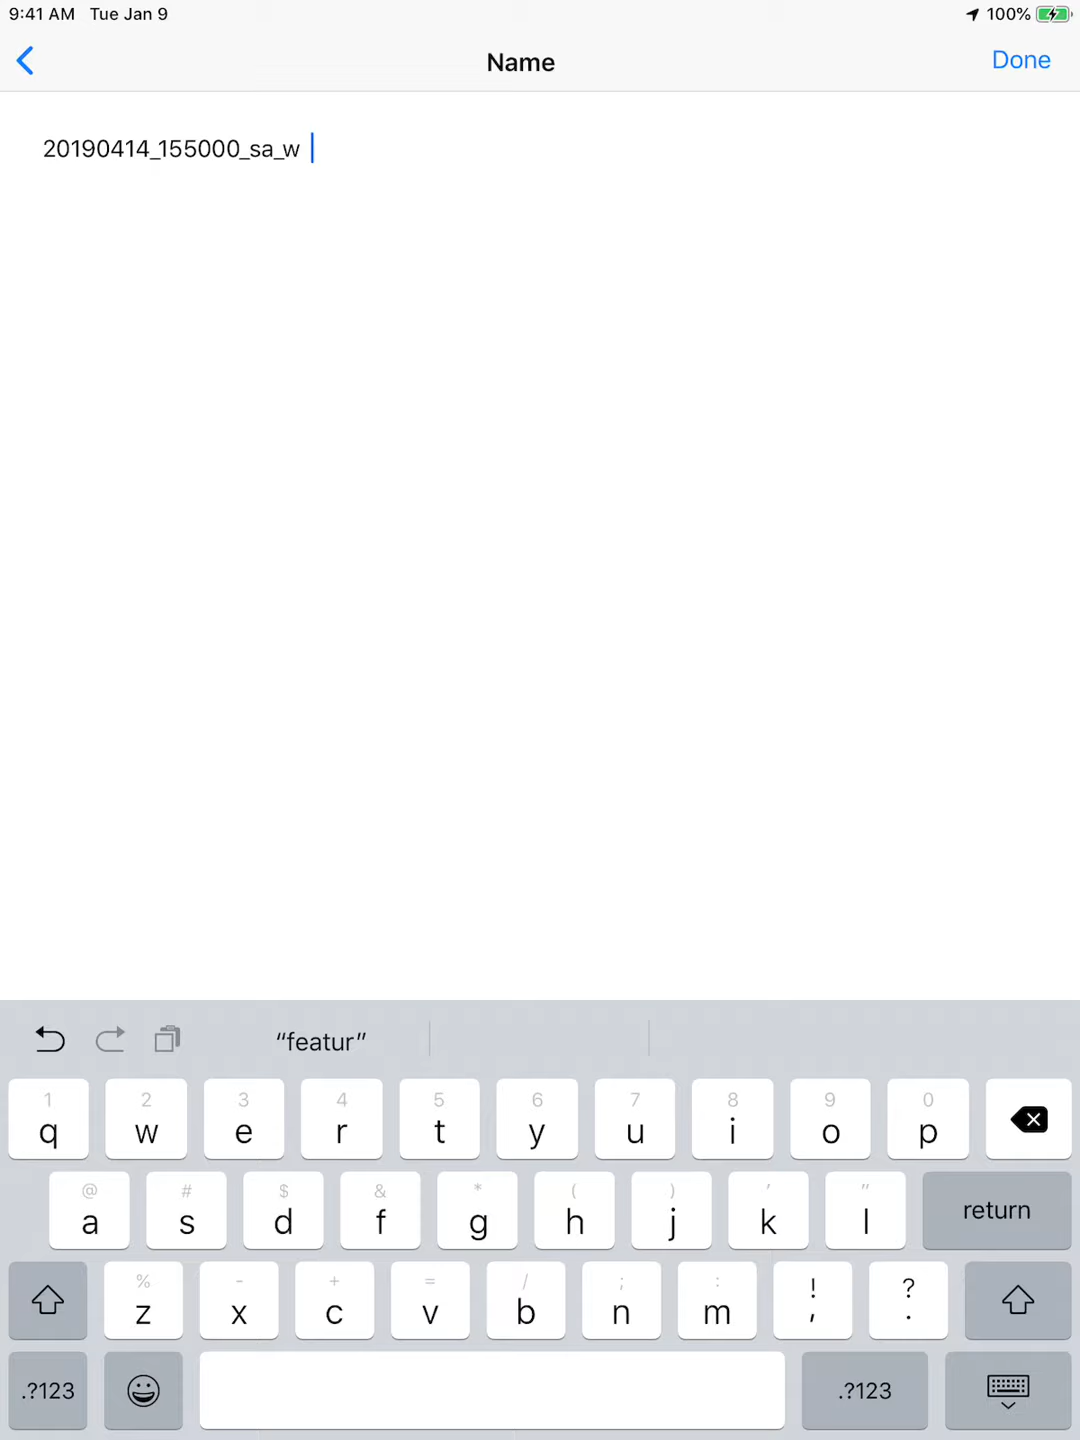 9:41 AM Tue Jan 9 100%
Name Done
20190414_155000_sa_w
“featur”
1 2 3 4 5 6 7 8 9 0
q w e r t y u i o p
@ # $ & * ( ) ' "
a s d f g h j k l return
% - + = / ; : ! ?
z x c v b n m , .
.?123 .?123